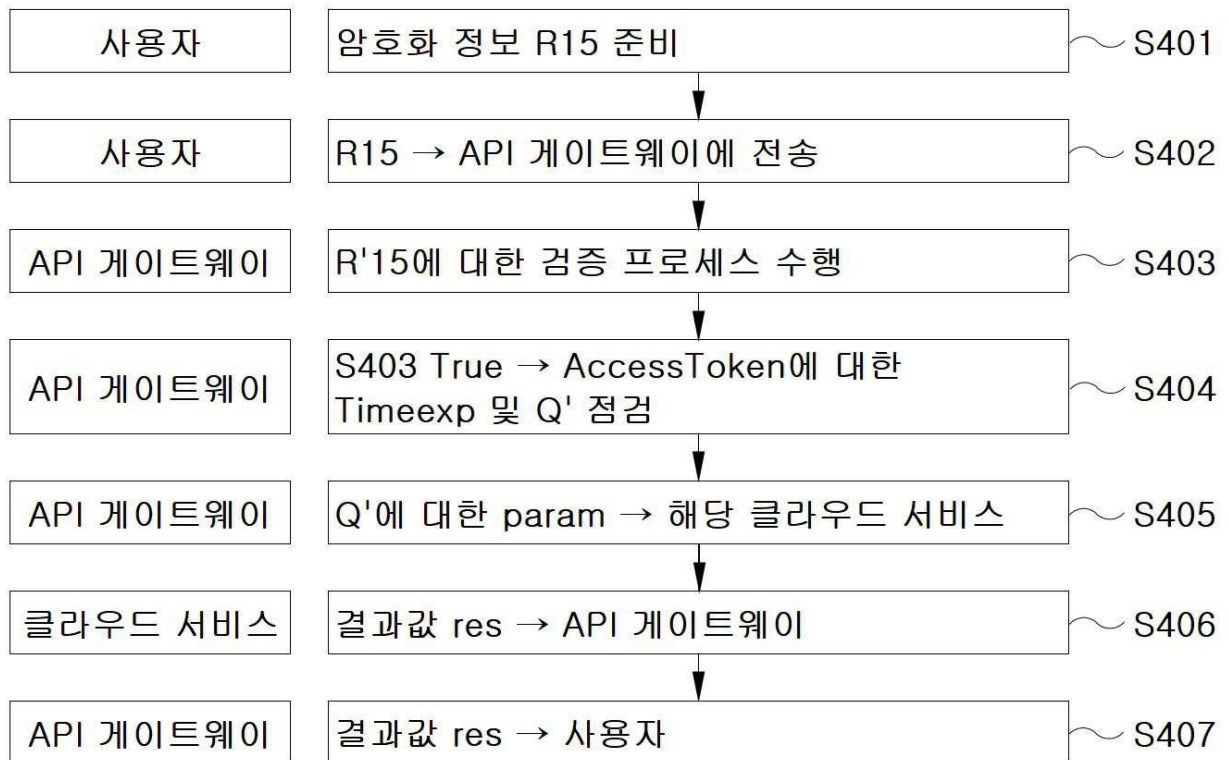 사용자 암호화 정보 R15 준비 S401
사용자 R15 → API 게이트웨이에 전송 S402
API 게이트웨이 R'15에 대한 검증 프로세스 수행 S403
API 게이트웨이 S403 True → AccessToken에 대한
Timeexp 및 Q' 점검 S404
API 게이트웨이 Q'에 대한 param → 해당 클라우드 서비스 S405
클라우드 서비스 결과값 res → API 게이트웨이 S406
API 게이트웨이 결과값 res → 사용자 S407